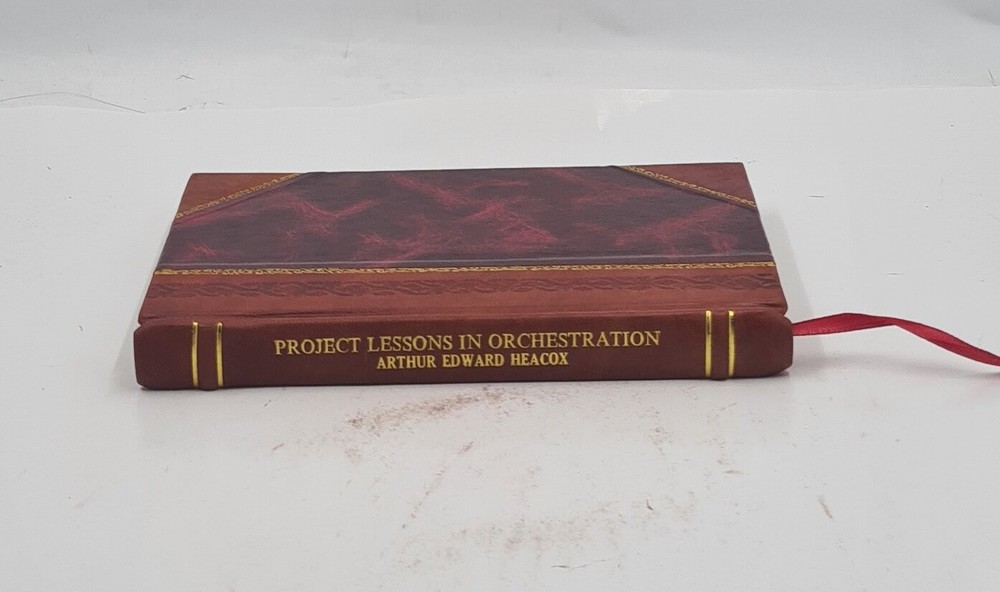 PROJECT LESSONS IN ORCHESTRATION
ARTHUR EDWARD HEACOX